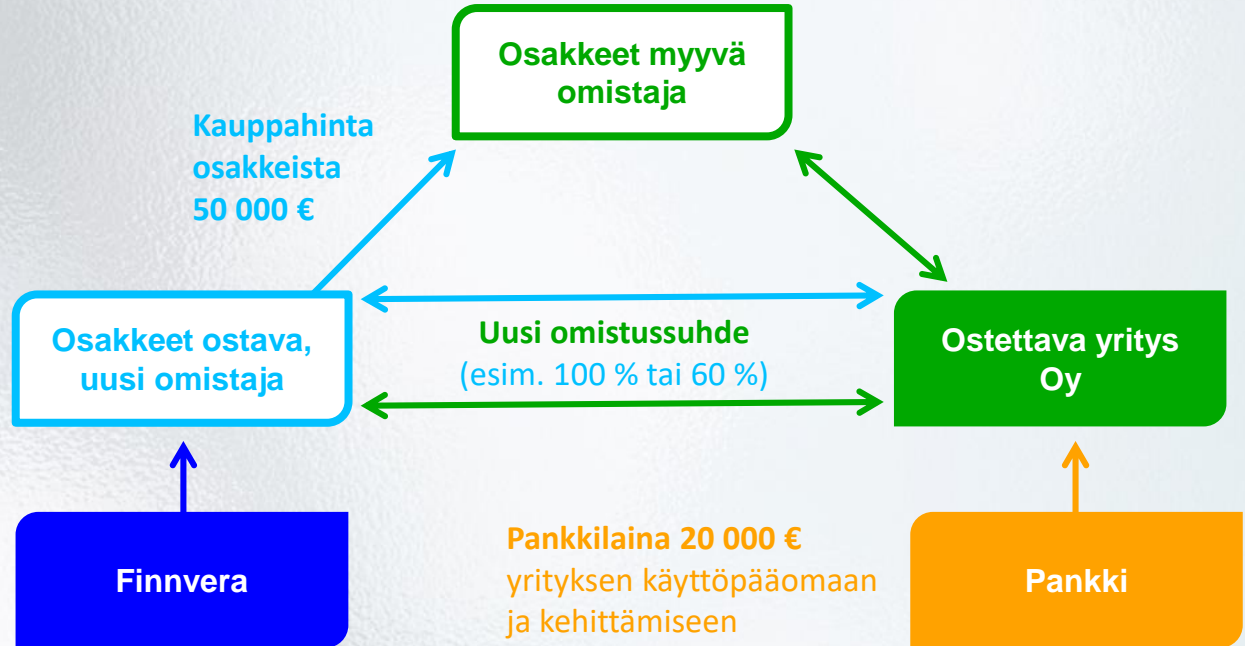 Osakkeet myyvä
omistaja
Kauppahinta
osakkeista
50 000 €
Osakkeet ostava,
uusi omistaja
Uusi omistussuhde
(esim. 100 % tai 60 %)
Ostettava yritys
Oy
Finnvera
Pankkilaina 20 000 €
yrityksen käyttöpääomaan
ja kehittämiseen
Pankki